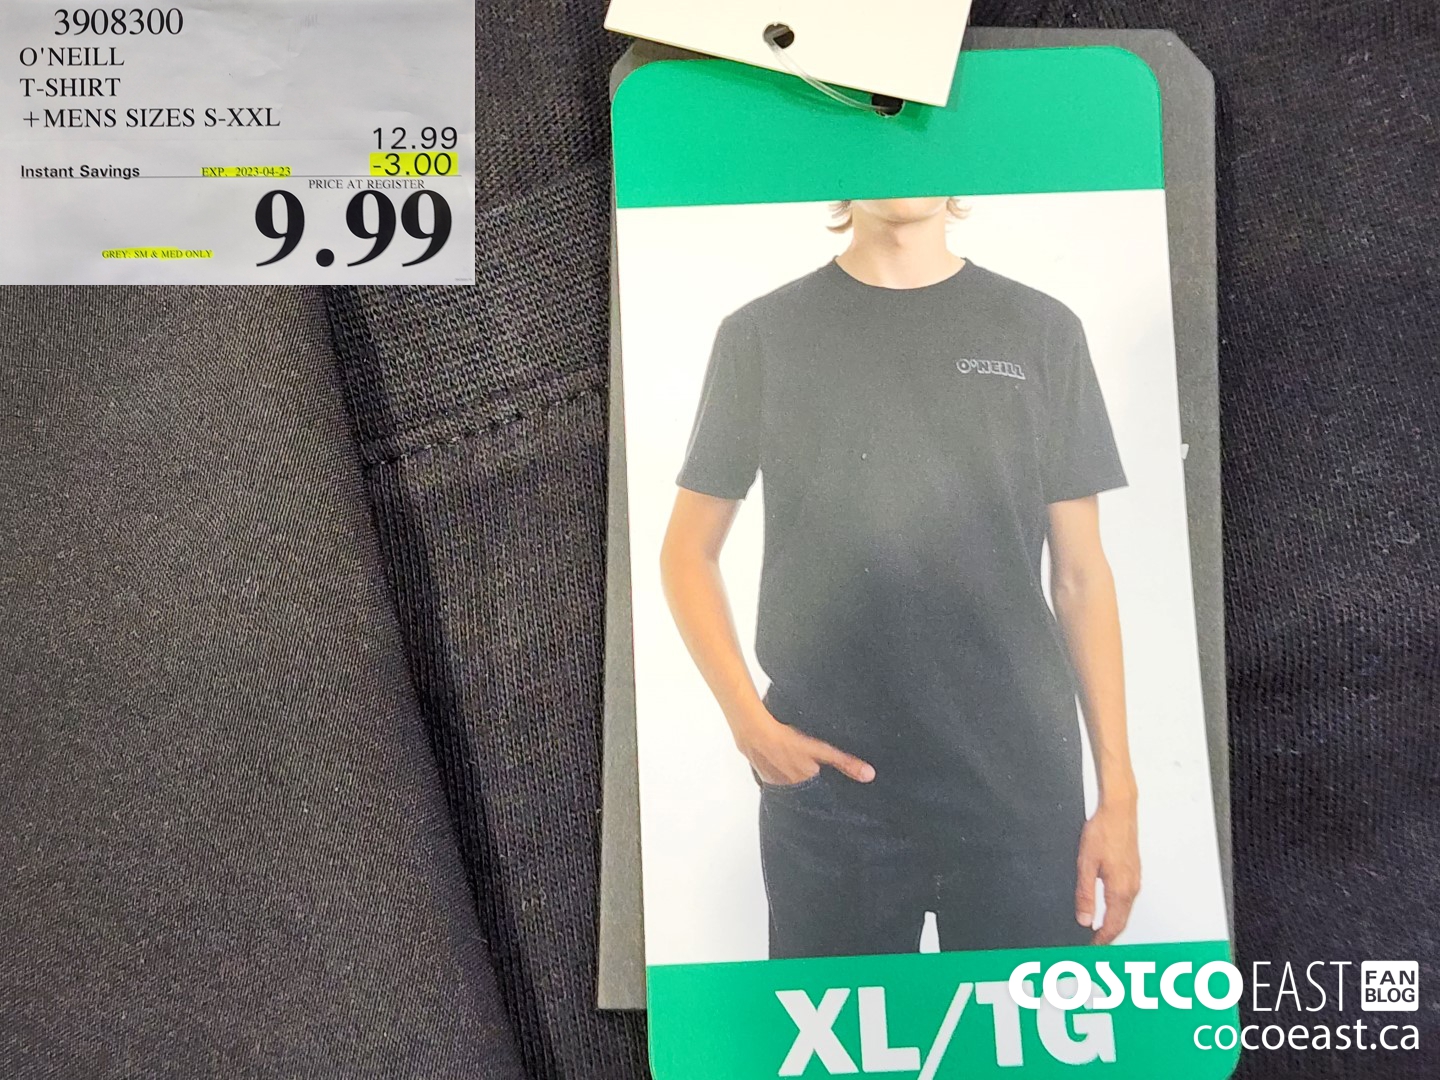 3908300
O'NEILL
T-SHIRT
+MENS SIZES S-XXL
12.99
Instant Savings EXP. 2023-04-23 -3.00
PRICE AT REGISTER
9.99
GREY: SM & MED ONLY
O'NEILL
XL/TG
COSTCO EAST FAN BLOG
cocoeast.ca